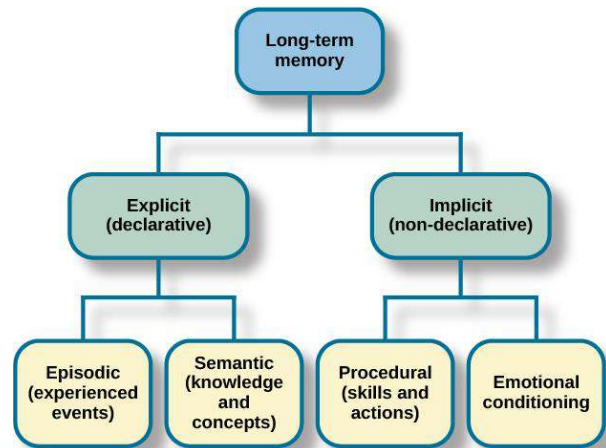 Long-term
memory
Explicit
(declarative)
Implicit
(non-declarative)
Episodic
(experienced
events)
Semantic
(knowledge
and
concepts)
Procedural
(skills and
actions)
Emotional
conditioning